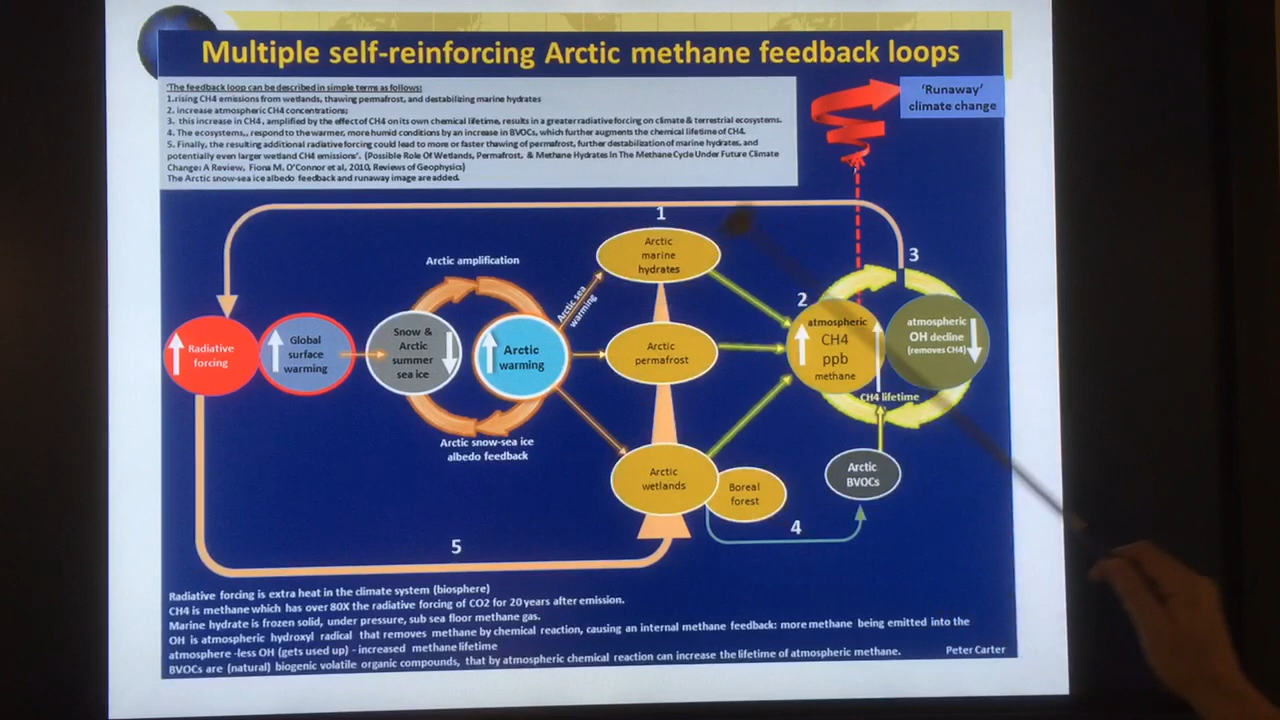 Multiple self-reinforcing Arctic methane feedback loops
'The feedback loop can be described in simple terms as follows:
1.rising CH4 emissions from wetlands, thawing permafrost, and destabilizing marine hydrates
2. increase atmospheric CH4 concentrations;
3. this increase in CH4, amplified by the effect of CH4 on its own chemical lifetime, results in a greater radiative forcing on climate & terrestrial ecosystems.
4. The ecosystems,, respond to the warmer, more humid conditions by an increase in BVOCs, which further augments the chemical lifetime of CH4.
5. Finally, the resulting additional radiative forcing could lead to more or faster thawing of permafrost, further destabilization of marine hydrates, and
potentially even larger wetland CH4 emissions'. (Possible Role Of Wetlands, Permafrost, & Methane Hydrates In The Methane Cycle Under Future Climate
Change: A Review, Fiona M. O'Connor et al, 2010, Reviews of Geophysics)
The Arctic snow-sea ice albedo feedback and runaway image are added.
'Runaway'
climate change
1
Arctic
marine
hydrates
3
Arctic amplification
Arctic sea
warming
2
Radiative
forcing
Global
surface
warming
Snow &
Arctic
summer
sea ice
Arctic
warming
Arctic
permafrost
atmospheric
CH4
ppb
methane
atmospheric
OH decline
(removes CH4)
CH4 lifetime
Arctic snow-sea ice
albedo feedback
Arctic
wetlands
Boreal
forest
Arctic
BVOCs
4
5
Radiative forcing is extra heat in the climate system (biosphere)
CH4 is methane which has over 80X the radiative forcing of CO2 for 20 years after emission.
Marine hydrate is frozen solid, under pressure, sub sea floor methane gas.
OH is atmospheric hydroxyl radical that removes methane by chemical reaction, causing an internal methane feedback: more methane being emitted into the
atmosphere -less OH (gets used up) - increased methane lifetime
BVOCs are (natural) biogenic volatile organic compounds, that by atmospheric chemical reaction can increase the lifetime of atmospheric methane.
Peter Carter